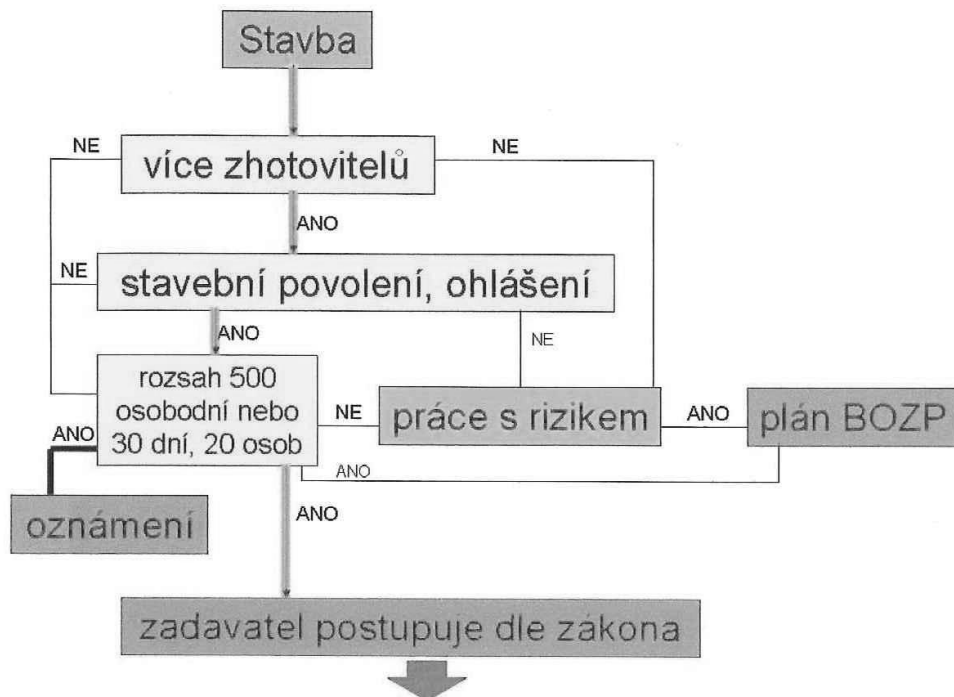 Stavba
NE
NE
více zhotovitelů
ANO
NE
stavební povolení, ohlášení
ANO
NE
rozsah 500
osobodní nebo
30 dní, 20 osob
NE
práce s rizikem
ANO
plán BOZP
ANO
ANO
oznámení
ANO
zadavatel postupuje dle zákona